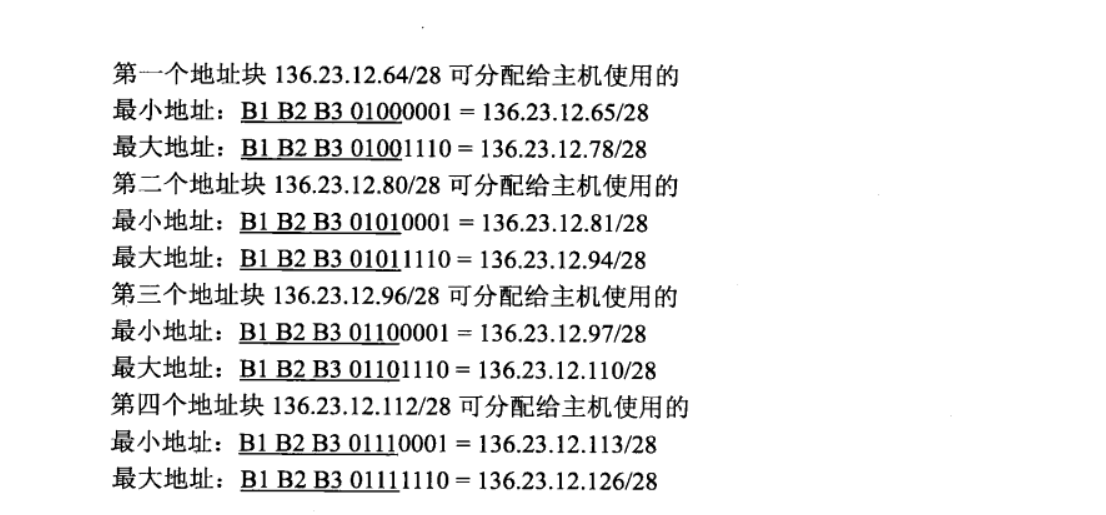 第一个地址块 136.23.12.64/28 可分配给主机使用的
最小地址：B1 B2 B3 01000001 = 136.23.12.65/28
最大地址：B1 B2 B3 01001110 = 136.23.12.78/28
第二个地址块 136.23.12.80/28 可分配给主机使用的
最小地址：B1 B2 B3 01010001 = 136.23.12.81/28
最大地址：B1 B2 B3 01011110 = 136.23.12.94/28
第三个地址块 136.23.12.96/28 可分配给主机使用的
最小地址：B1 B2 B3 01100001 = 136.23.12.97/28
最大地址：B1 B2 B3 01101110 = 136.23.12.110/28
第四个地址块 136.23.12.112/28 可分配给主机使用的
最小地址：B1 B2 B3 01110001 = 136.23.12.113/28
最大地址：B1 B2 B3 01111110 = 136.23.12.126/28